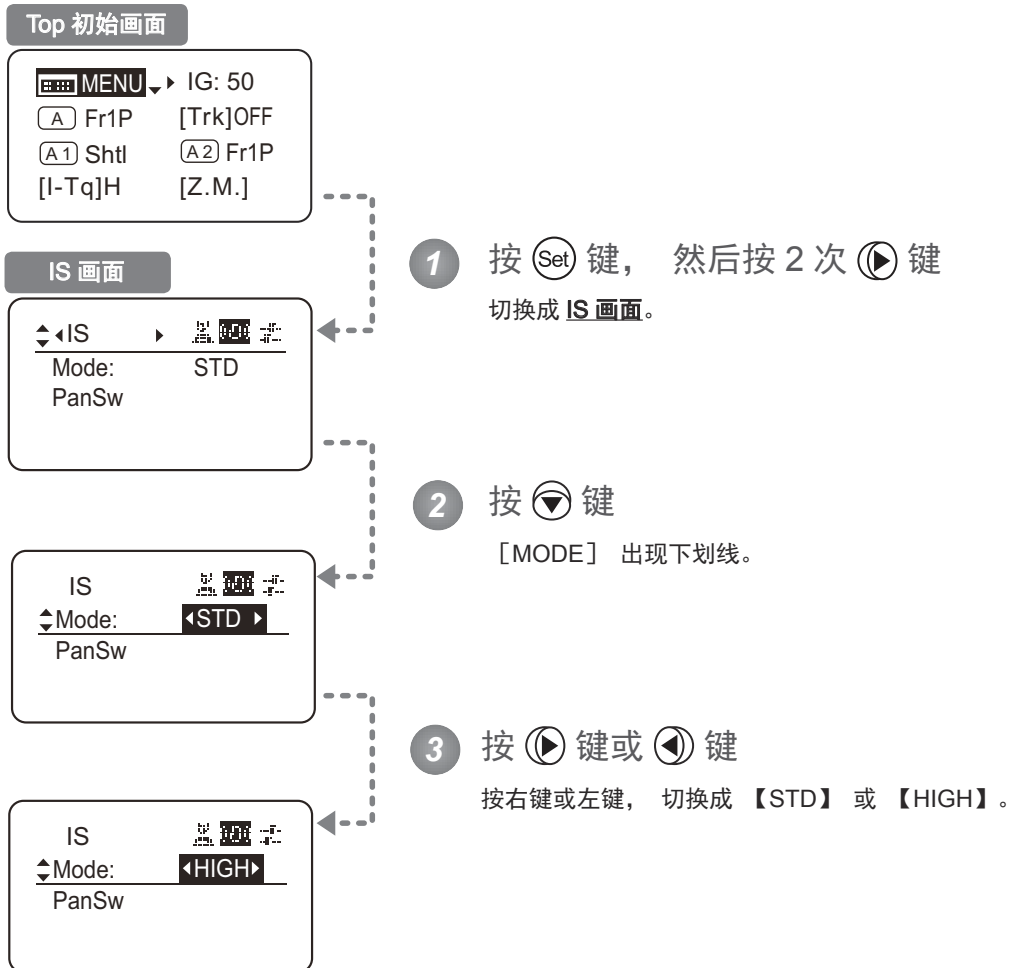 Top 初始画面
MENU IG: 50
A Fr1P [Trk]OFF
A1 Shtl A2 Fr1P
[I-Tq]H [Z.M.]
1 按 Set 键， 然后按 2 次 键
切换成 IS 画面。
IS 画面
IS
Mode: STD
PanSw
2 按 键
［MODE］ 出现下划线。
IS
Mode: STD
PanSw
3 按 键或 键
按右键或左键， 切换成 【STD】 或 【HIGH】。
IS
Mode: HIGH
PanSw